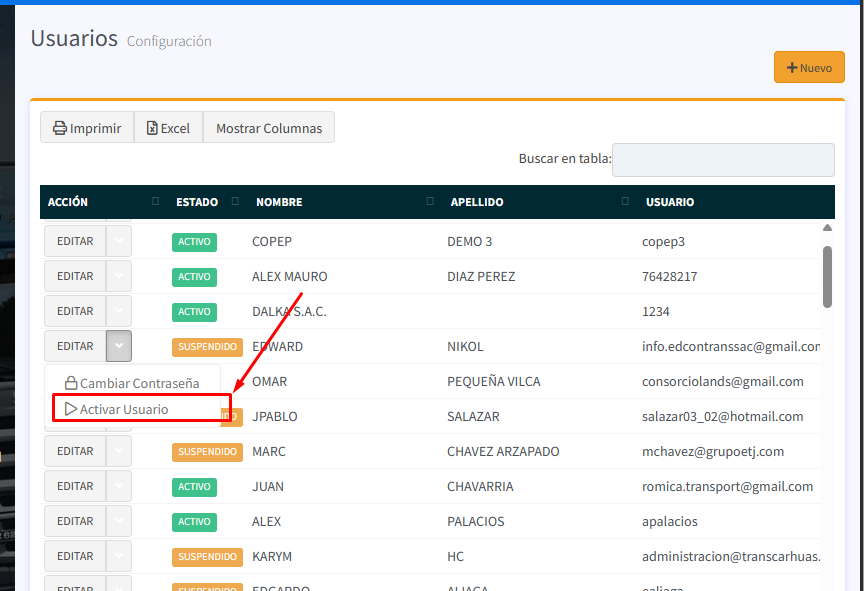 Usuarios Configuración
Nuevo
Imprimir Excel Mostrar Columnas
Buscar en tabla:
ACCIÓN ESTADO NOMBRE APELLIDO USUARIO
EDITAR ACTIVO COPEP DEMO 3 copep3
EDITAR ACTIVO ALEX MAURO DIAZ PEREZ 76428217
EDITAR ACTIVO DALKA S.A.C. 1234
EDITAR SUSPENDIDO EDWARD NIKOL info.edcontranssac@gmail.con
Cambiar Contraseña OMAR PEQUEÑA VILCA consorciolands@gmail.com
Activar Usuario JPABLO SALAZAR salazar03_02@hotmail.com
EDITAR SUSPENDIDO MARC CHAVEZ ARZAPADO mchavez@grupoetj.com
EDITAR ACTIVO JUAN CHAVARRIA romica.transport@gmail.com
EDITAR ACTIVO ALEX PALACIOS apalacios
EDITAR SUSPENDIDO KARYM HC administracion@transcarhuas.
EDITAR SUSPENDIDO EDGARDO ALIAGA ealiaga